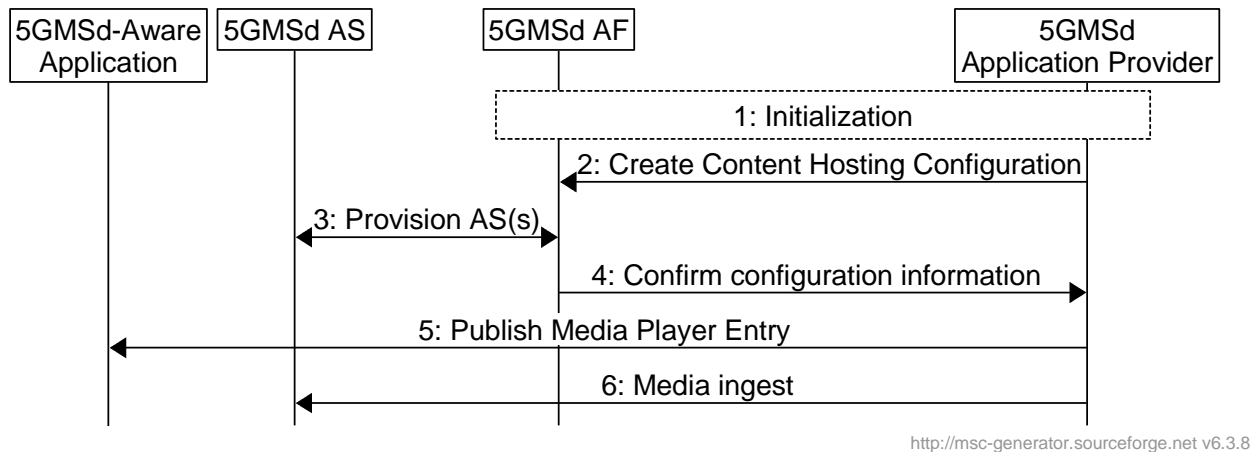 5GMSd-Aware
Application
5GMSd AS
5GMSd AF
5GMSd
Application Provider
1: Initialization
2: Create Content Hosting Configuration
3: Provision AS(s)
4: Confirm configuration information
5: Publish Media Player Entry
6: Media ingest
http://msc-generator.sourceforge.net v6.3.8